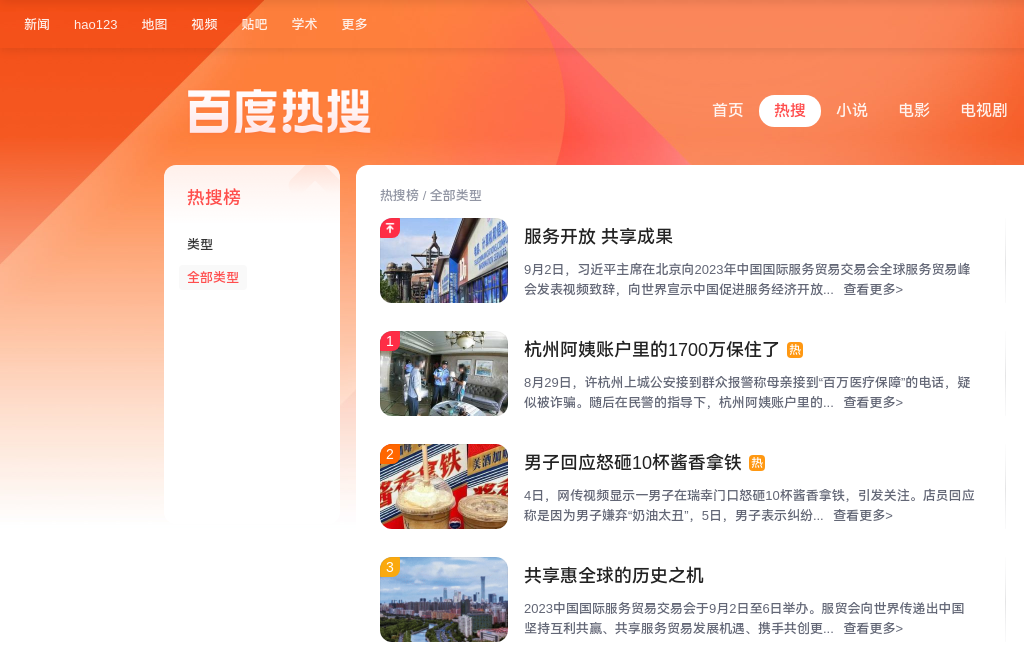 新闻 hao123 地图 视频 贴吧 学术 更多
百度热搜
首页 热搜 小说 电影 电视剧
热搜榜
类型
全部类型
热搜榜 / 全部类型
服务开放 共享成果
9月2日，习近平主席在北京向2023年中国国际服务贸易交易会全球服务贸易峰
会发表视频致辞，向世界宣示中国促进服务经济开放... 查看更多>
1
杭州阿姨账户里的1700万保住了 热
8月29日，许杭州上城公安接到群众报警称母亲接到“百万医疗保障”的电话，疑
似被诈骗。随后在民警的指导下，杭州阿姨账户里的... 查看更多>
2
男子回应怒砸10杯酱香拿铁 热
4日，网传视频显示一男子在瑞幸门口怒砸10杯酱香拿铁，引发关注。店员回应
称是因为男子嫌弃“奶油太丑”，5日，男子表示纠纷... 查看更多>
3
共享惠全球的历史之机
2023中国国际服务贸易交易会于9月2日至6日举办。服贸会向世界传递出中国
坚持互利共赢、共享服务贸易发展机遇、携手共创更... 查看更多>